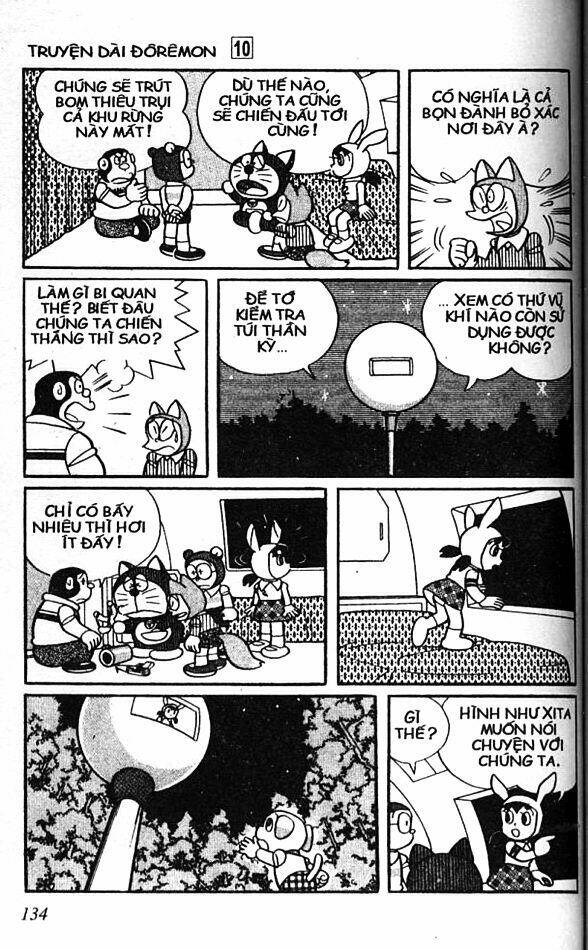 TRUYỆN DÀI ĐÔRÊMON 10
CHÚNG SẼ TRÚT
BOM THIÊU TRỤI
CẢ KHU RỪNG
NÀY MẤT!
DÙ THẾ NÀO,
CHÚNG TA CŨNG
SẼ CHIẾN ĐẤU TỚI
CÙNG!
CÓ NGHĨA LÀ CẢ
BỌN ĐÀNH BỎ XÁC
NƠI ĐÂY À?
LÀM GÌ BI QUAN
THẾ? BIẾT ĐÂU
CHÚNG TA CHIẾN
THẮNG THÌ SAO?
ĐỂ TỚ
KIỂM TRA
TÚI THẦN
KỲ...
... XEM CÓ THỨ VŨ
KHÍ NÀO CÒN SỬ
DỤNG ĐƯỢC
KHÔNG?
CHỈ CÓ BẤY
NHIÊU THÌ HƠI
ÍT ĐẤY!
GÌ
THẾ?
HÌNH NHƯ XITA
MUỐN NÓI
CHUYỆN VỚI
CHÚNG TA.
134